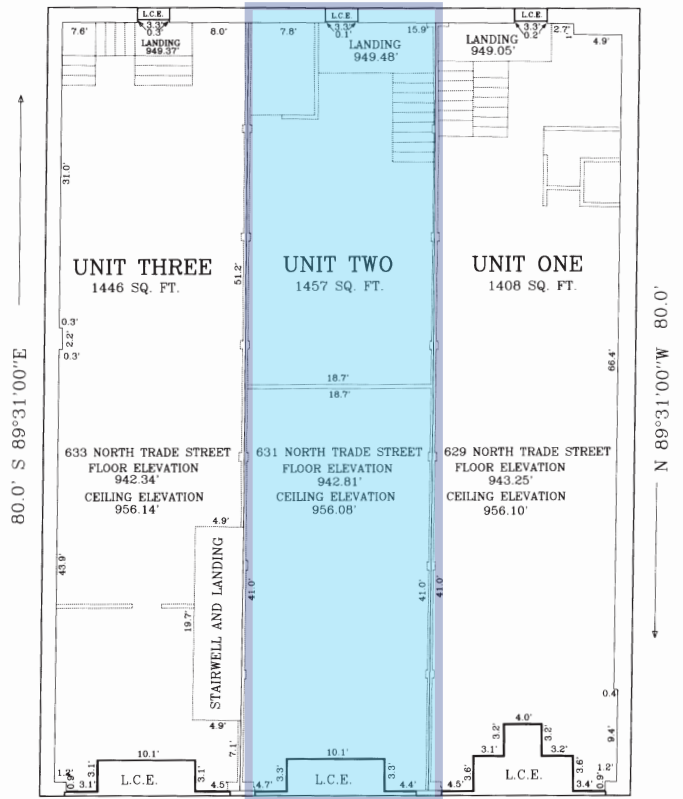 L.C.E. L.C.E. L.C.E.
7.6' 3.3' 8.0' 7.8' 3.3' 15.9' 3.3' 2.7' 1'
0.3' 0.1' 0.2' 4.9'
LANDING LANDING LANDING
949.37' 949.48' 949.05'
31.0'
UNIT THREE UNIT TWO UNIT ONE
1446 SQ. FT. 1457 SQ. FT. 1408 SQ. FT.
51.2'
80.0' S 89°31'00"E
N 89°31'00"W 80.0'
0.3'
2.2'
0.3'
66.4'
18.7'
18.7'
633 NORTH TRADE STREET 631 NORTH TRADE STREET 629 NORTH TRADE STREET
FLOOR ELEVATION FLOOR ELEVATION FLOOR ELEVATION
942.34' 942.81' 943.25'
CEILING ELEVATION CEILING ELEVATION CEILING ELEVATION
956.14' 956.08' 956.10'
4.9'
43.9'
STAIRWELL AND LANDING
19.7'
41.0' 41.0' 41.0'
4.9'
7.1'
0.4'
9.4'
4.0'
3.2' 3.2'
3.1' 3.2'
10.1' 10.1'
1.2' 0.9' 3.1' 3.1' 3.3' 3.3' 3.6' 3.6' 1.2' 0.9'
L.C.E. L.C.E. L.C.E.
3.1' 4.5' 4.7' 4.4' 4.5' 3.4'